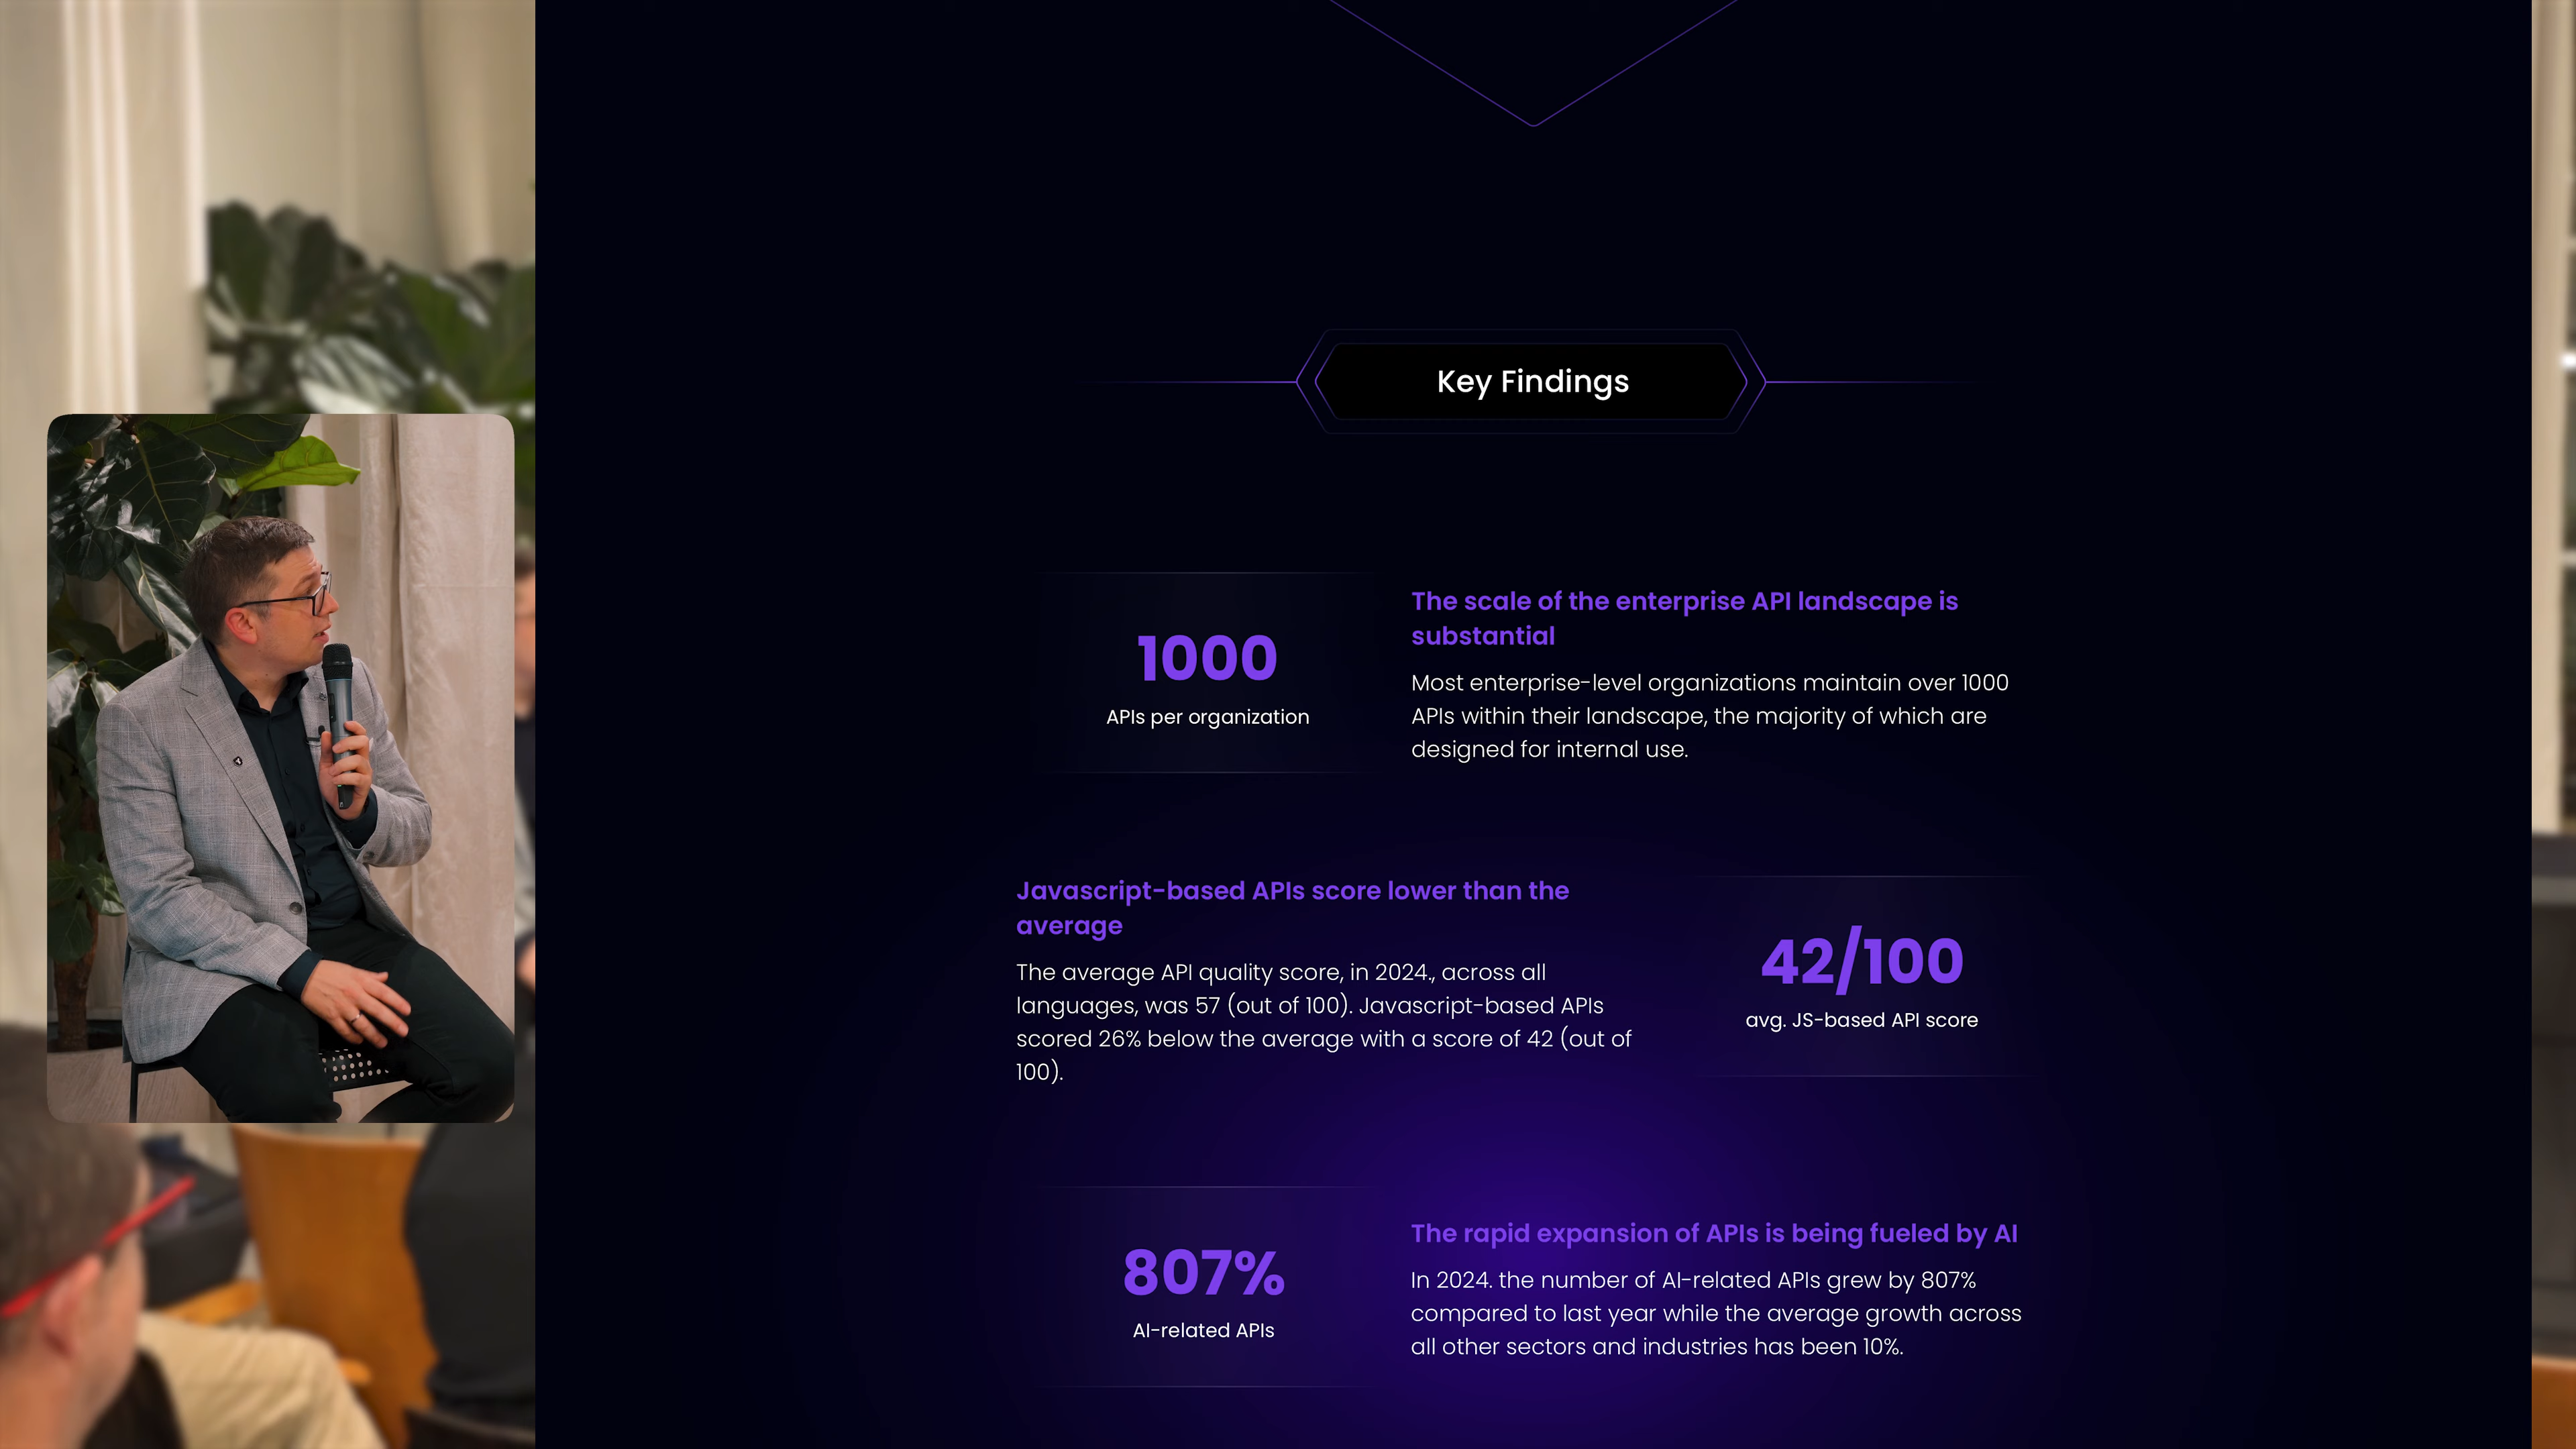 Key Findings
1000
APIs per organization
The scale of the enterprise API landscape is
substantial
Most enterprise-level organizations maintain over 1000
APIs within their landscape, the majority of which are
designed for internal use.
Javascript-based APIs score lower than the
average
The average API quality score, in 2024., across all
languages, was 57 (out of 100). Javascript-based APIs
scored 26% below the average with a score of 42 (out of
100).
42/100
avg. JS-based API score
807%
AI-related APIs
The rapid expansion of APIs is being fueled by AI
In 2024. the number of AI-related APIs grew by 807%
compared to last year while the average growth across
all other sectors and industries has been 10%.